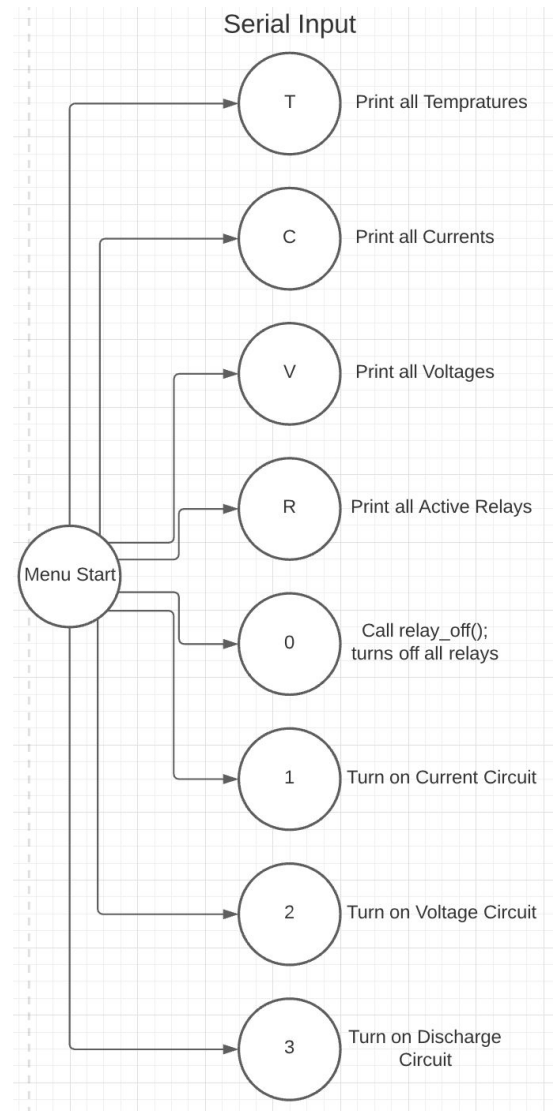 Serial Input
T
Print all Tempratures
C
Print all Currents
V
Print all Voltages
R
Print all Active Relays
Menu Start
0
Call relay_off();
turns off all relays
1
Turn on Current Circuit
2
Turn on Voltage Circuit
3
Turn on Discharge
Circuit